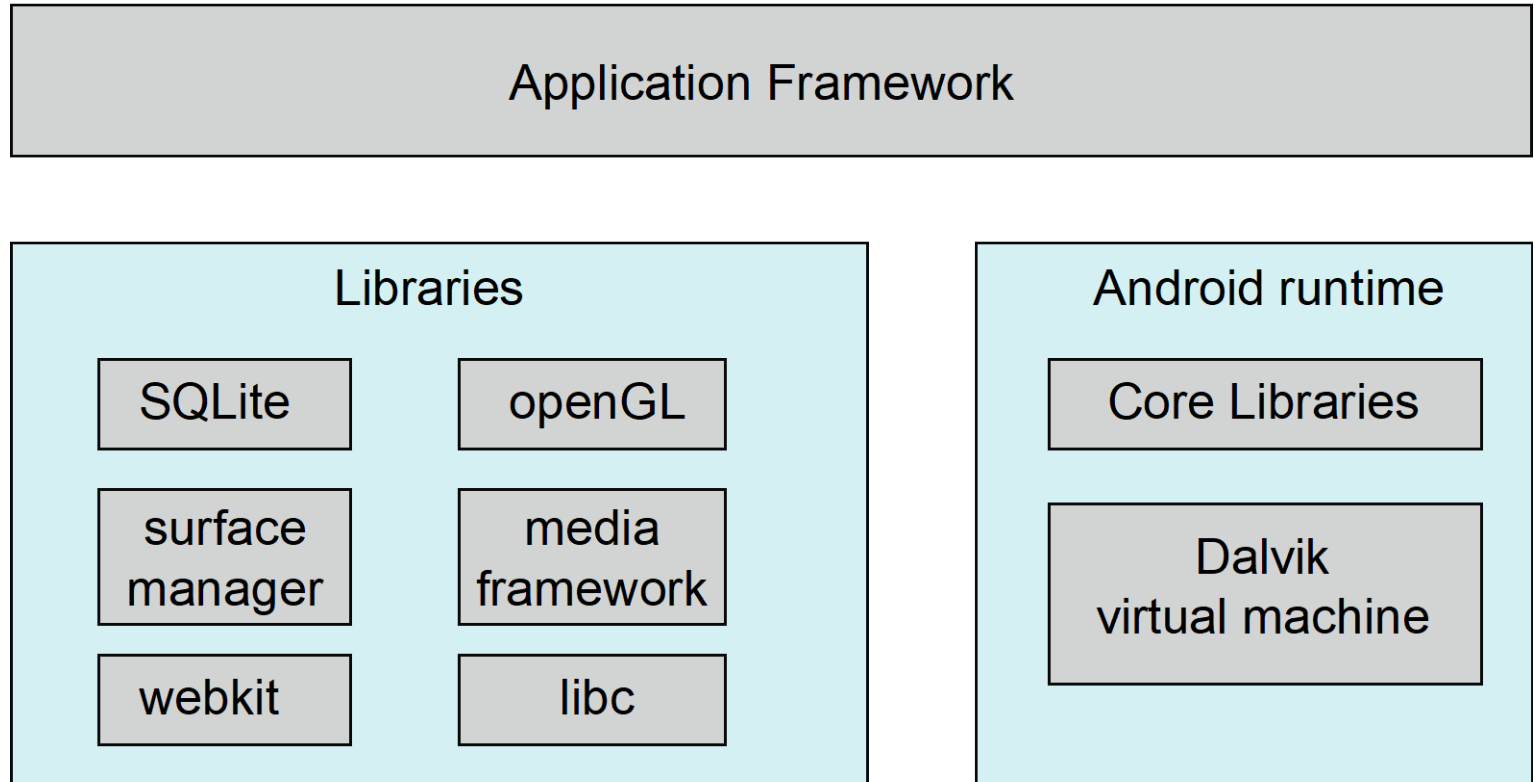 Application Framework
Libraries
SQLite
openGL
surface
manager
media
framework
webkit
libc
Android runtime
Core Libraries
Dalvik
virtual machine